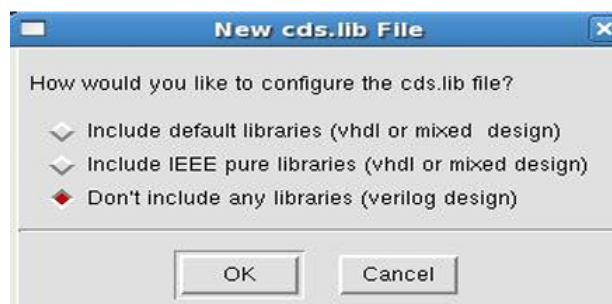 New cds.lib File
How would you like to configure the cds.lib file?
Include default libraries (vhdl or mixed design)
Include IEEE pure libraries (vhdl or mixed design)
Don't include any libraries (verilog design)
OK
Cancel